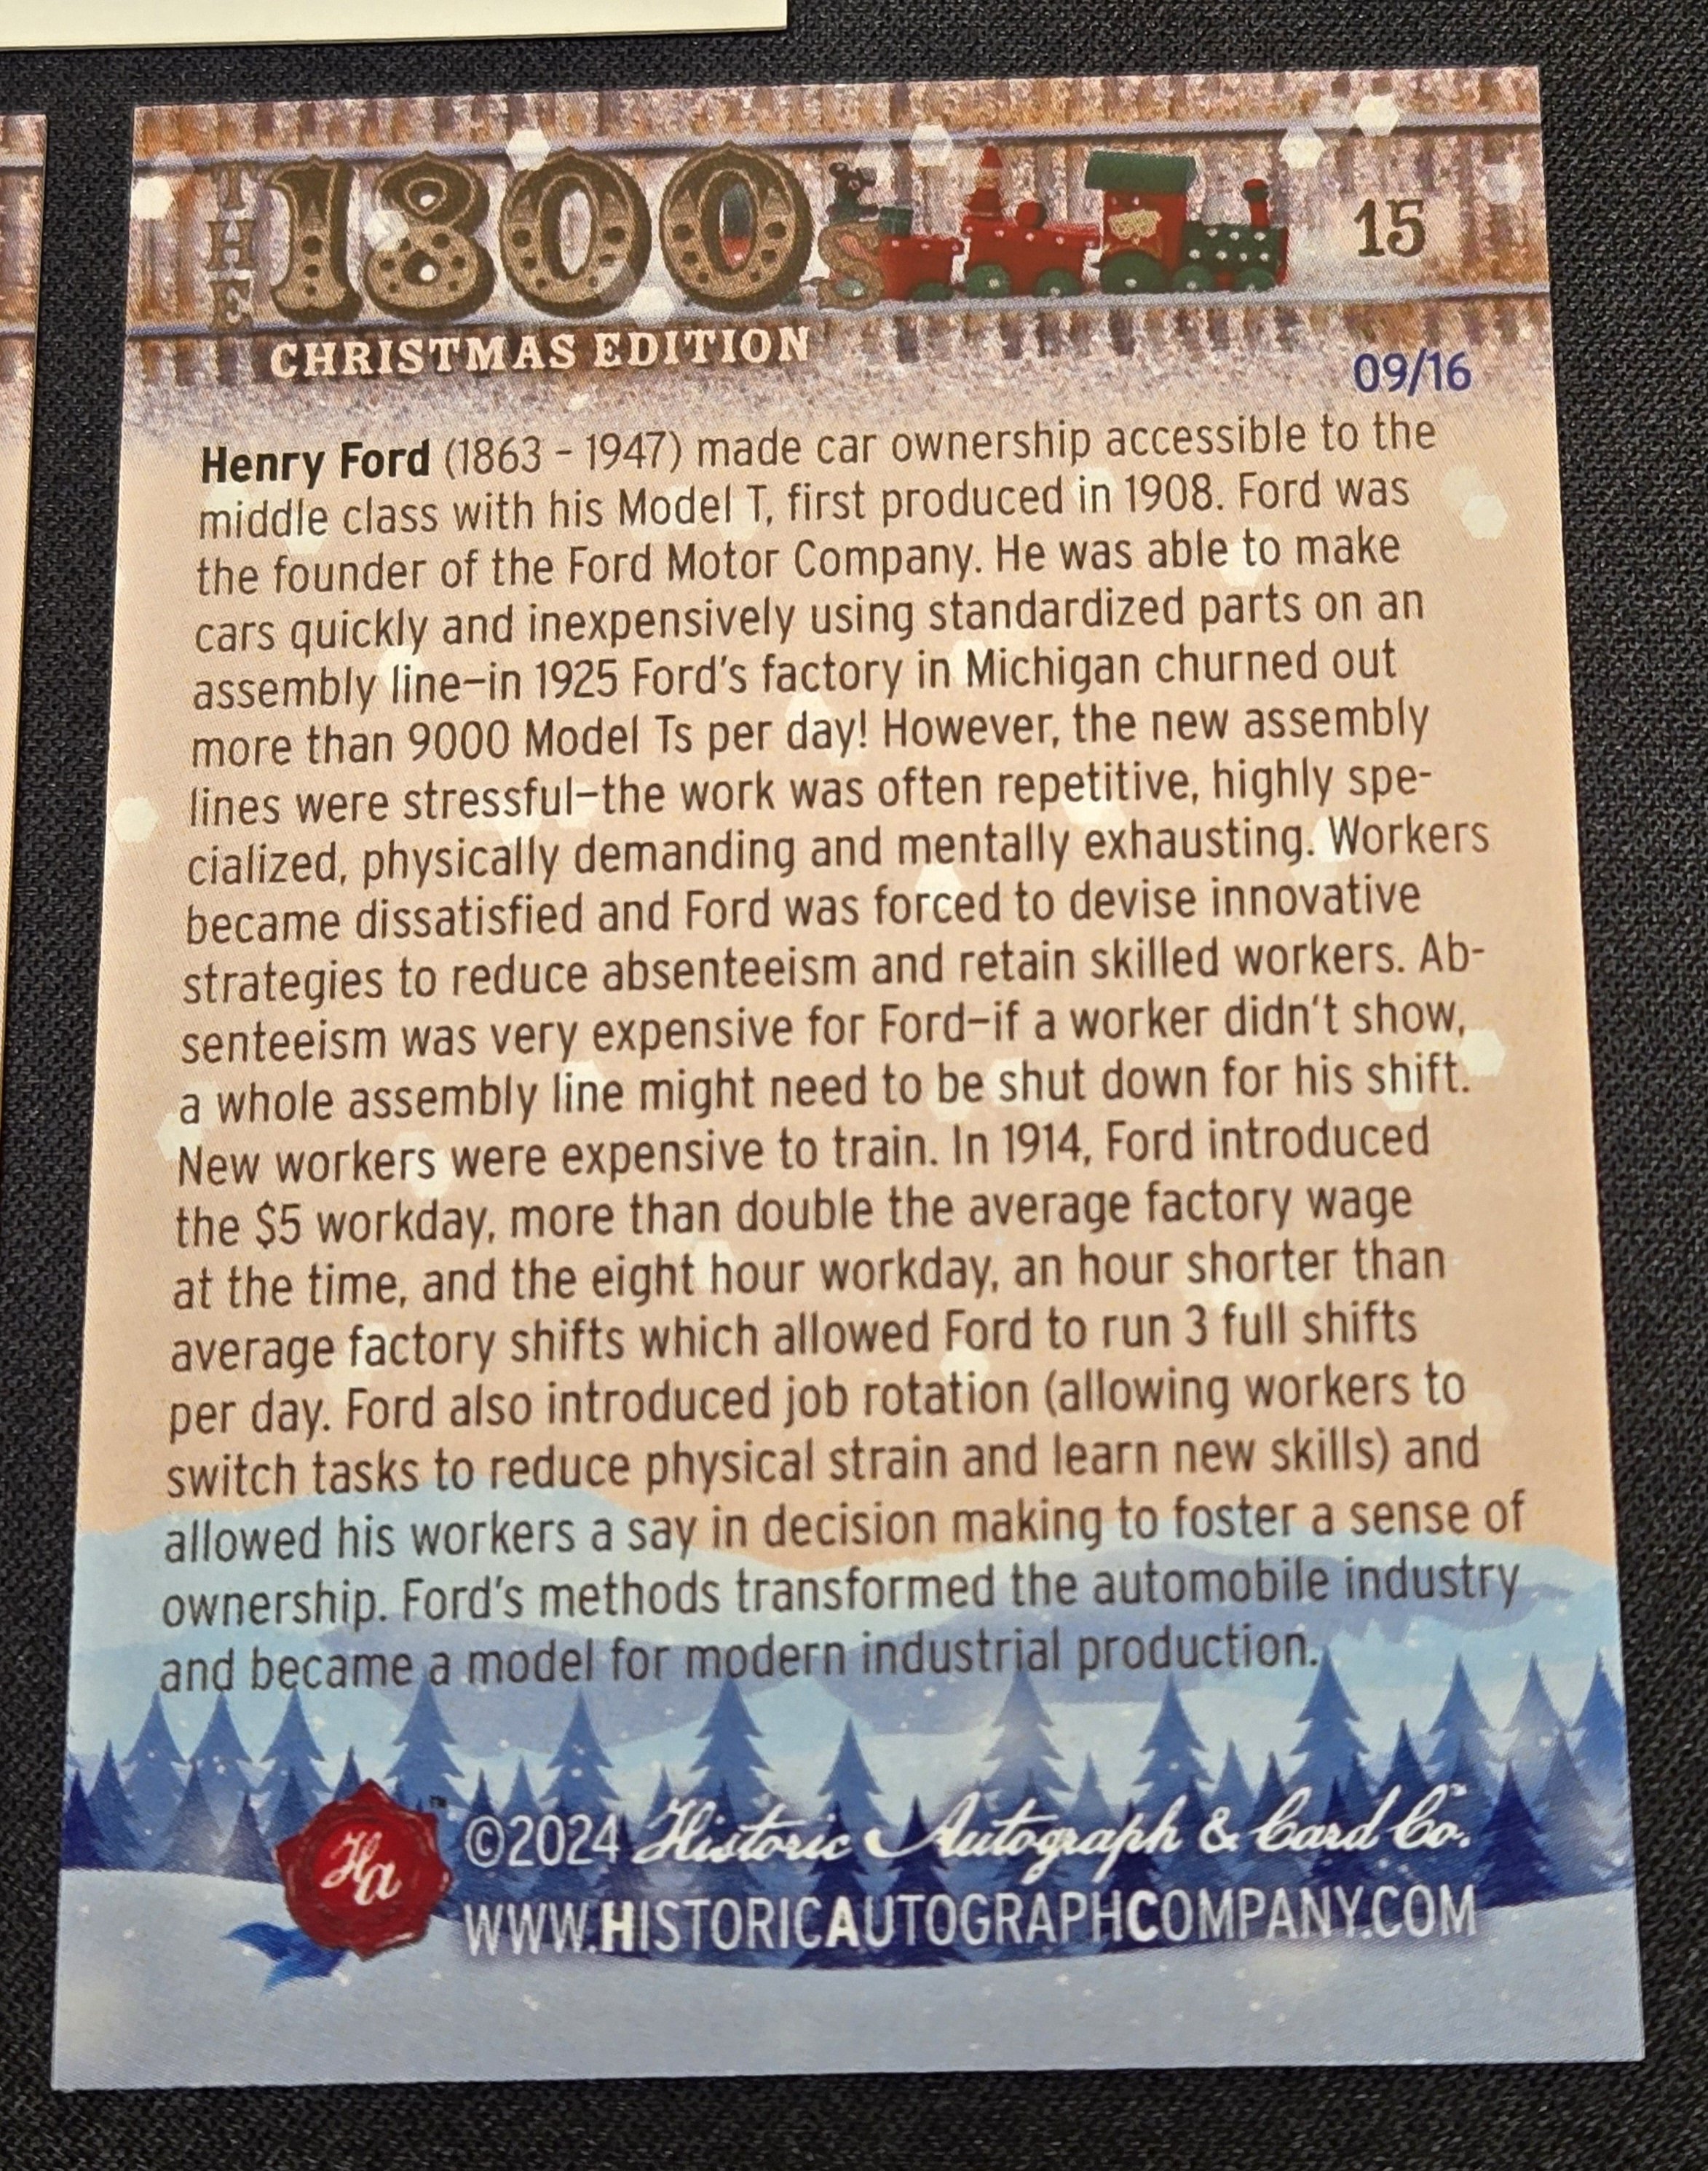 THE 1800s
15
CHRISTMAS EDITION
09/16
Henry Ford (1863 - 1947) made car ownership accessible to the
middle class with his Model T, first produced in 1908. Ford was
the founder of the Ford Motor Company. He was able to make
cars quickly and inexpensively using standardized parts on an
assembly line–in 1925 Ford's factory in Michigan churned out
more than 9000 Model Ts per day! However, the new assembly
lines were stressful–the work was often repetitive, highly spe-
cialized, physically demanding and mentally exhausting. Workers
became dissatisfied and Ford was forced to devise innovative
strategies to reduce absenteeism and retain skilled workers. Ab-
senteeism was very expensive for Ford–if a worker didn't show,
a whole assembly line might need to be shut down for his shift.
New workers were expensive to train. In 1914, Ford introduced
the $5 workday, more than double the average factory wage
at the time, and the eight hour workday, an hour shorter than
average factory shifts which allowed Ford to run 3 full shifts
per day. Ford also introduced job rotation (allowing workers to
switch tasks to reduce physical strain and learn new skills) and
allowed his workers a say in decision making to foster a sense of
ownership. Ford's methods transformed the automobile industry
and became a model for modern industrial production.
Ha ™ ©2024 Historic Autograph & Card Co.™
WWW.HISTORICAUTOGRAPHCOMPANY.COM